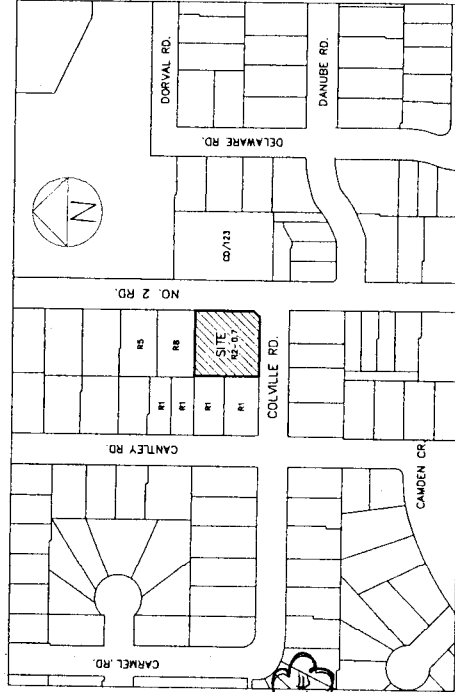 DORVAL RD.
DANUBE RD.
DELAWARE RD.
N
CD/123
NO. 2 RD.
R5
R8
SITE
R2-0.7
R1
R1
R1
R1
COLVILLE RD.
CANTLEY RD.
CAMDEN CR.
CARMEL RD.